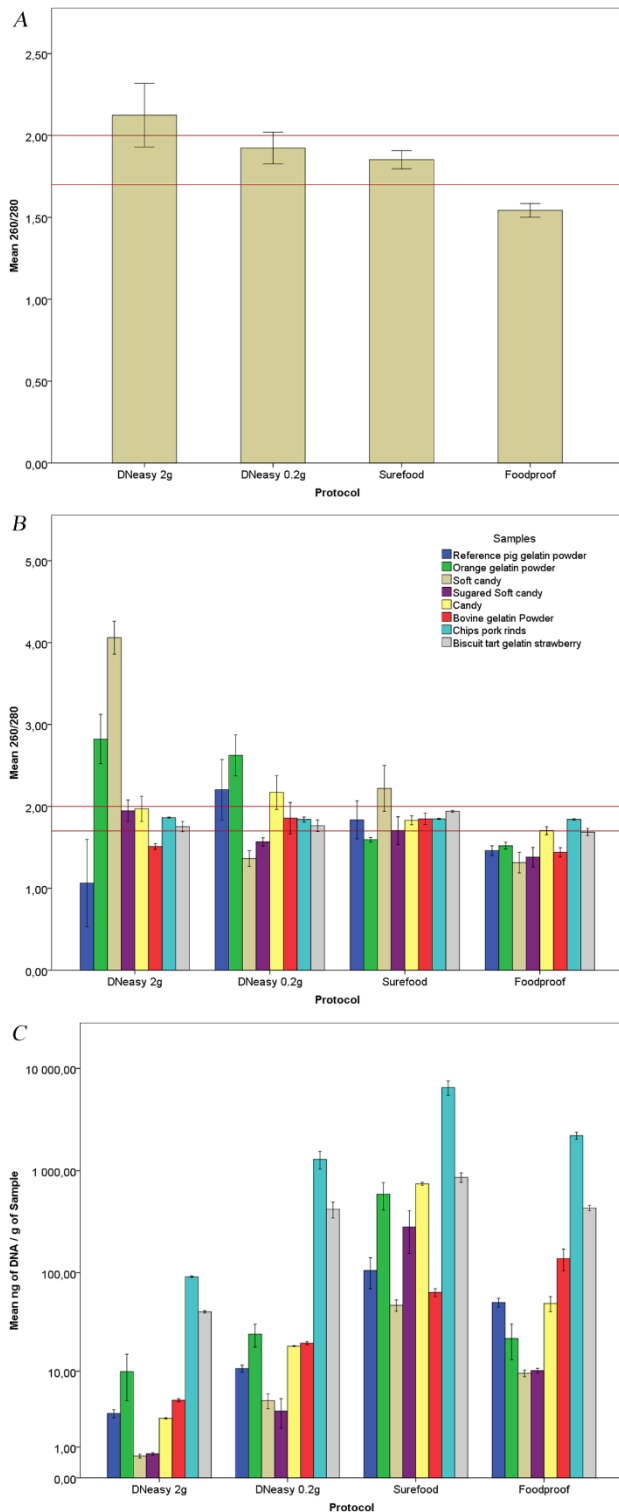 A
2,50
2,00
1,50
1,00
0,50
0,00
Mean 260/280
DNeasy 2g DNeasy 0.2g Surefood Foodproof
Protocol
B
Samples
Reference pig gelatin powder
Orange gelatin powder
Soft candy
Sugared Soft candy
Candy
Bovine gelatin Powder
Chips pork rinds
Biscuit tart gelatin strawberry
5,00
4,00
3,00
2,00
1,00
0,00
Mean 260/280
DNeasy 2g DNeasy 0.2g Surefood Foodproof
Protocol
C
10 000,00
1 000,00
100,00
10,00
1,00
0,00
Mean ng of DNA / g of Sample
DNeasy 2g DNeasy 0.2g Surefood Foodproof
Protocol